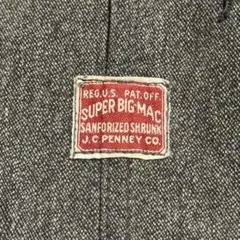 REG. U.S. PAT. OFF.
SUPER BIG-MAC
SANFORIZED SHRUNK
J.C PENNEY CO.